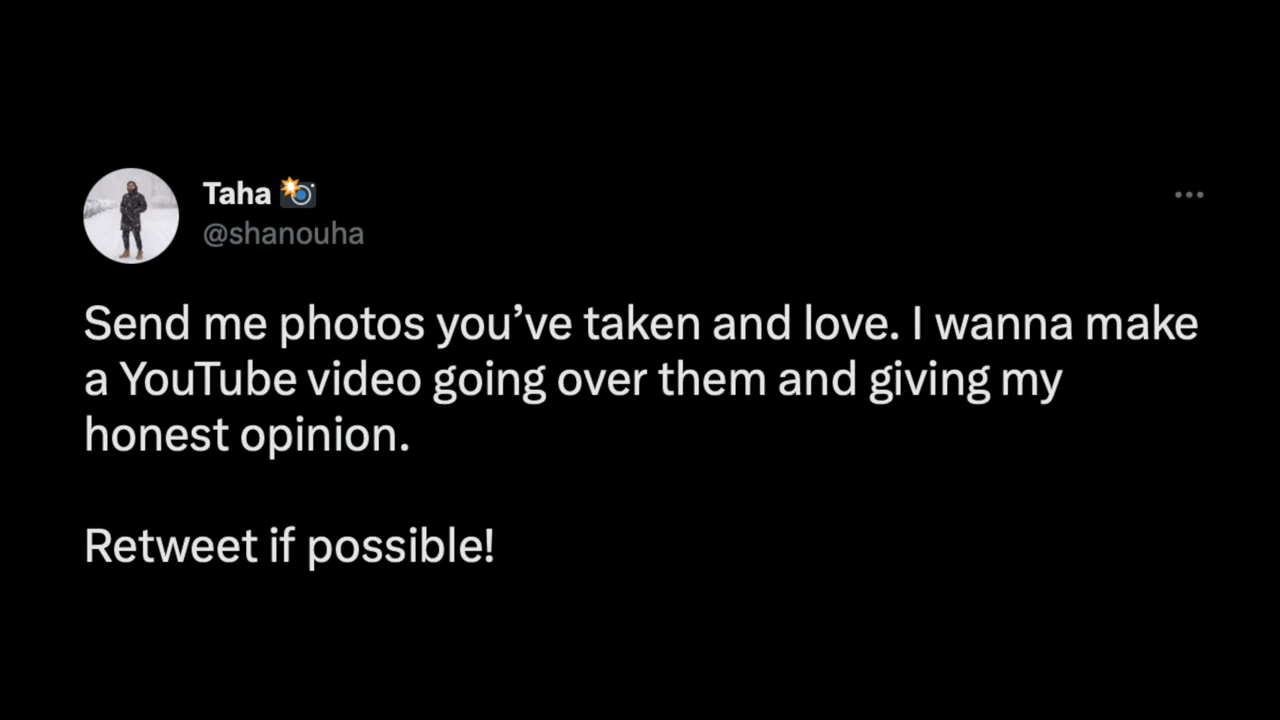 Taha 📸
@shanouha
Send me photos you’ve taken and love. I wanna make
a YouTube video going over them and giving my
honest opinion.
Retweet if possible!